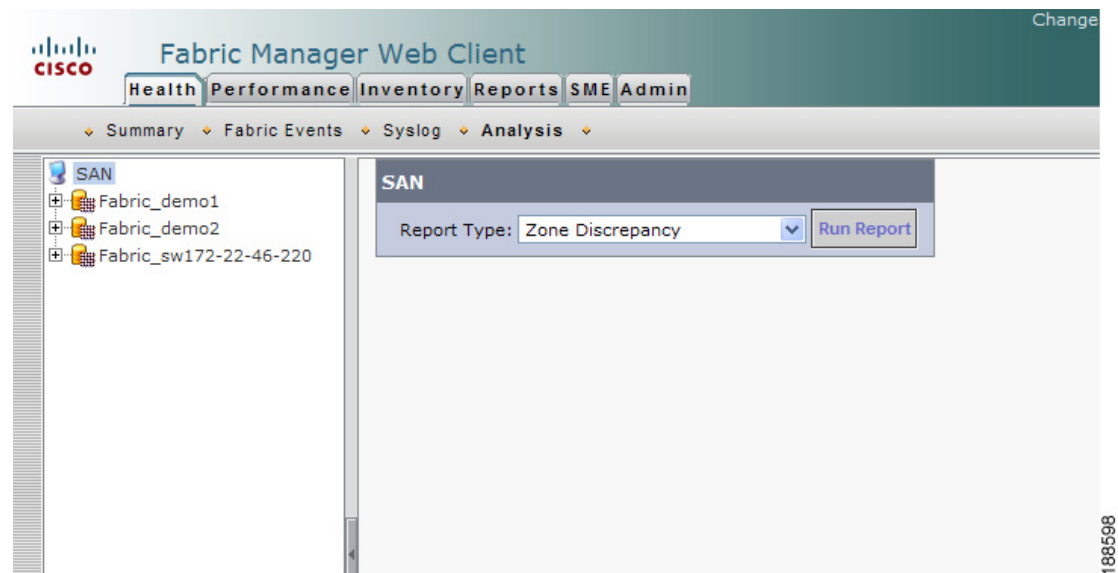 Change
CISCO
Fabric Manager Web Client
Health Performance Inventory Reports SME Admin
Summary Fabric Events Syslog Analysis
SAN
Fabric_demo1
Fabric_demo2
Fabric_sw172-22-46-220
SAN
Report Type: Zone Discrepancy Run Report
188598